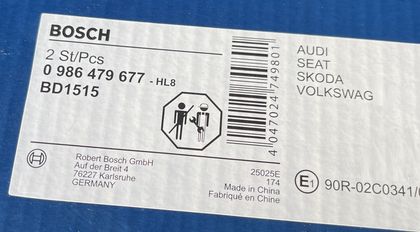 BOSCH
2 St/Pcs
0 986 479 677 - HL8
BD1515
4 047024 749801
AUDI
SEAT
SKODA
VOLKSWAG
Robert Bosch GmbH
Auf der Breit 4
76227 Karlsruhe
GERMANY
25025E
174
Made in China
Fabriqué en Chine
E1 90R-02C0341/